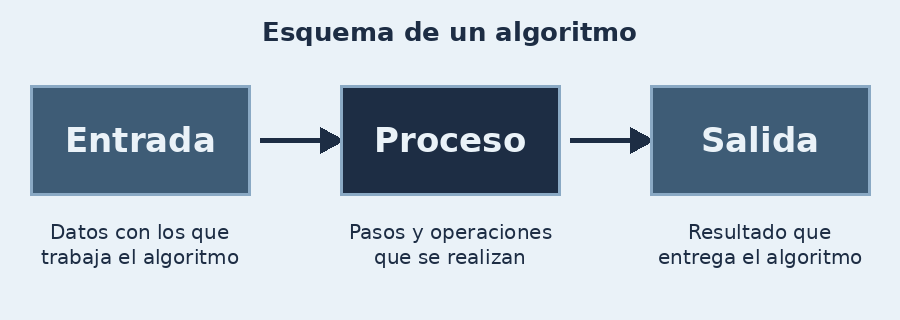 Esquema de un algoritmo
Entrada
Proceso
Salida
Datos con los que
trabaja el algoritmo
Pasos y operaciones
que se realizan
Resultado que
entrega el algoritmo